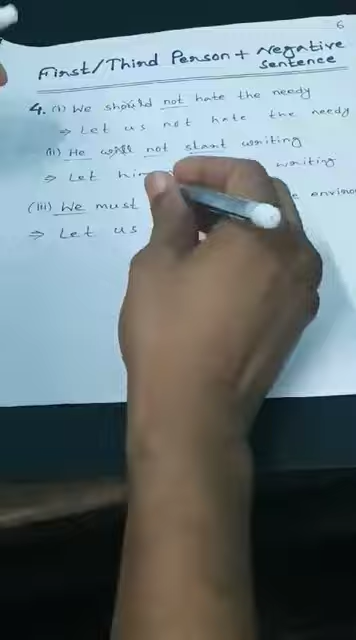 6
First/Third Person + Negative sentence
4. (i) We should not hate the needy
⇒ Let us not hate the needy
(ii) He will not start writing
⇒ Let him writing
(iii) We must
⇒ Let us